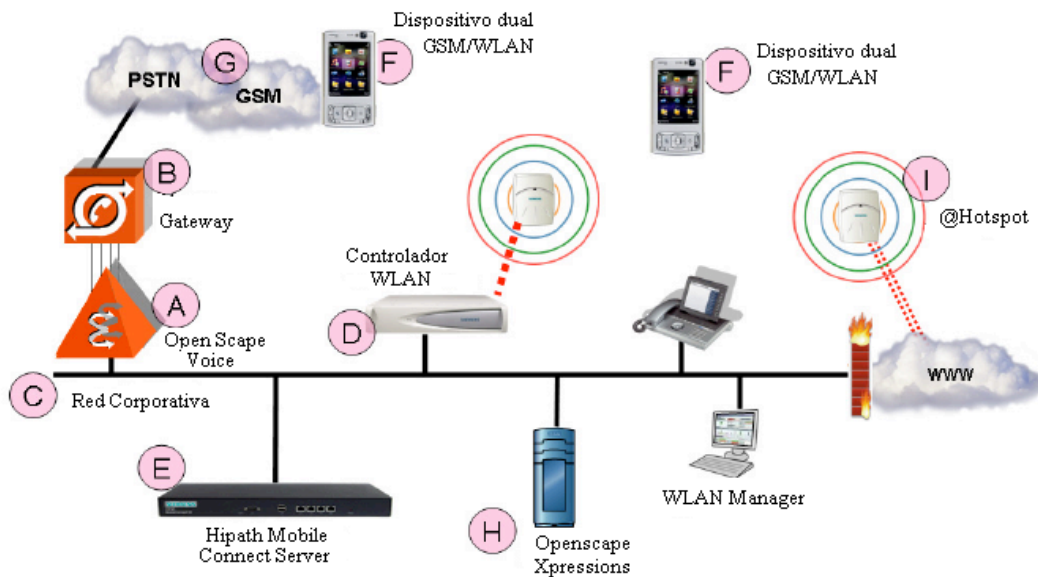 Dispositivo dual
GSM/WLAN
F
G
PSTN
GSM
Dispositivo dual
GSM/WLAN
F
B
Gateway
I
@Hotspot
Controlador
WLAN
D
A
Open Scape
Voice
C
Red Corporativa
WWW
E
Hipath Mobile
Connect Server
H
Openscape
Xpressions
WLAN Manager